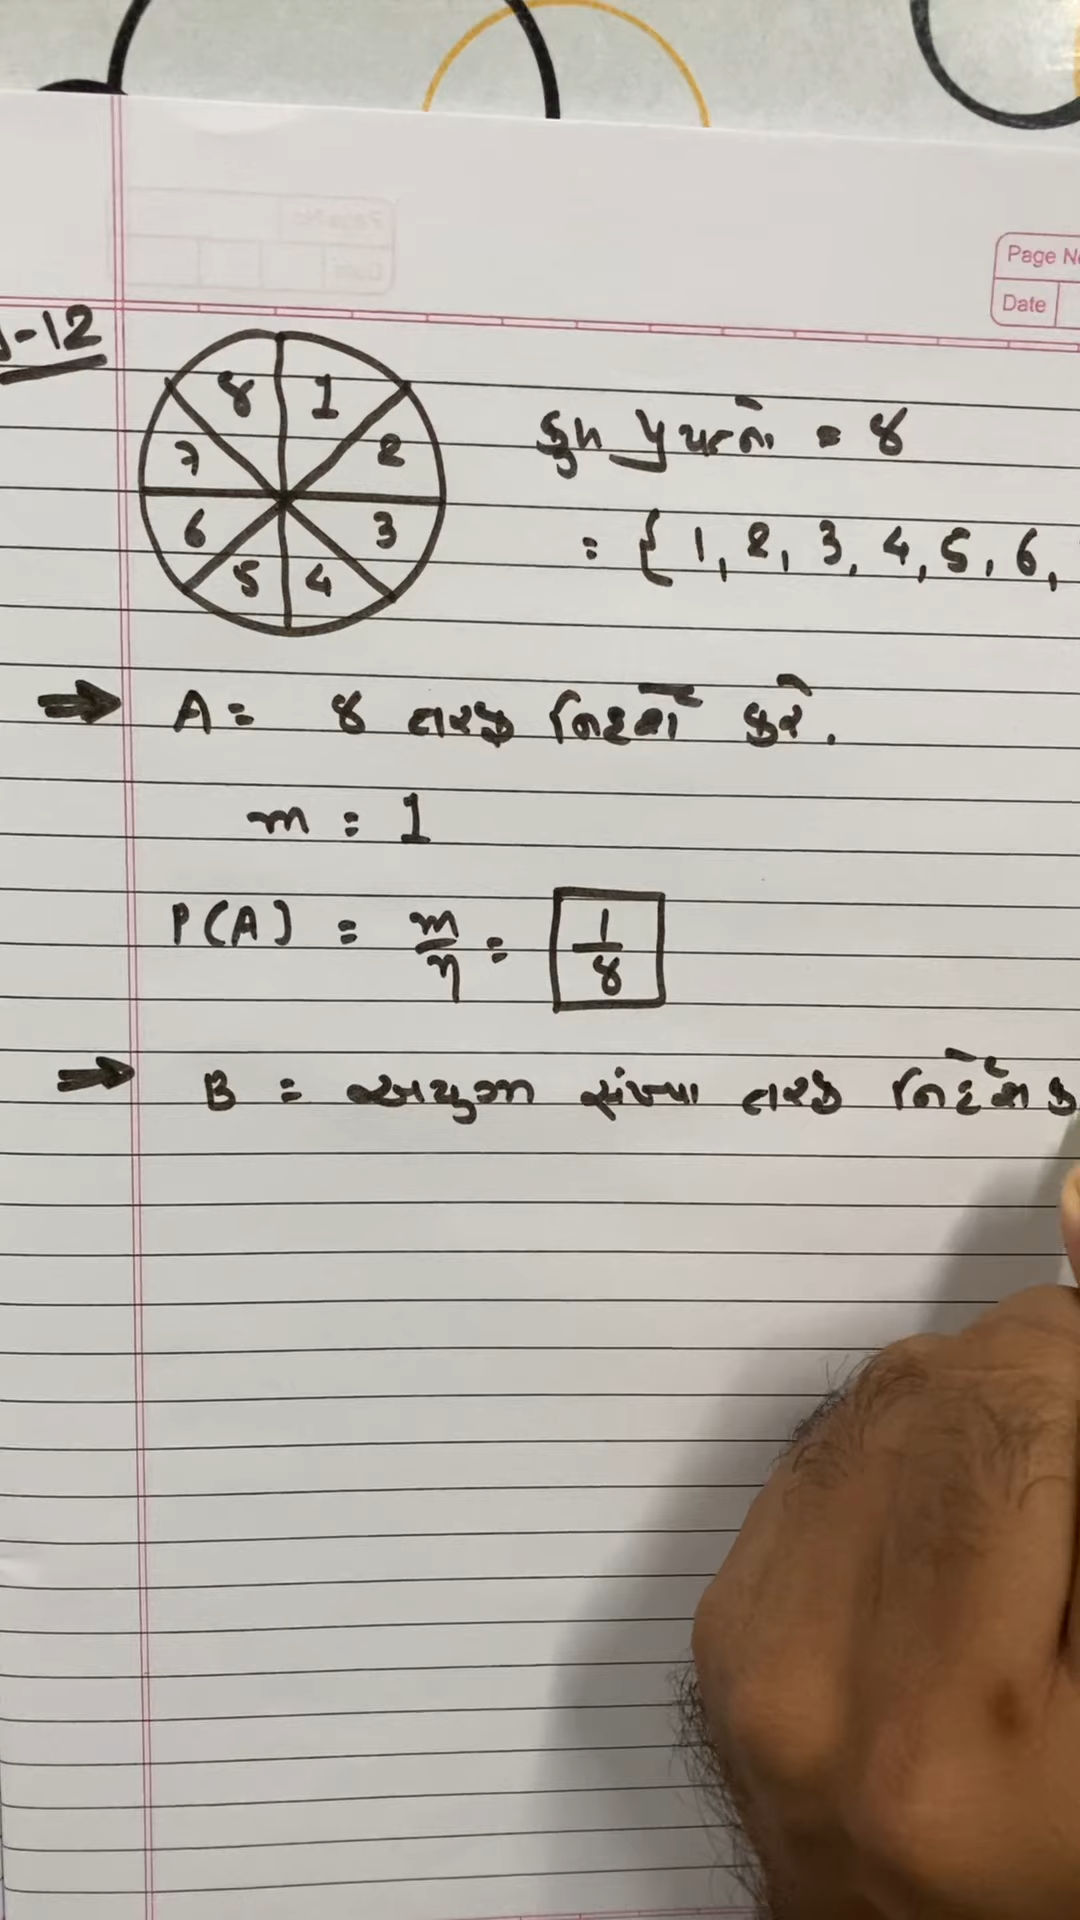 Page No
Date
-12
8 1
7 2
6 3
5 4
કુલ પ્રયત્નો = 8
= { 1, 2, 3, 4, 5, 6,
A = 8 તરફ નિર્દેશ કરે.
m = 1
P(A) = m/n = 1/8
B = અયુગ્મ સંખ્યા તરફ નિર્દેશ ક